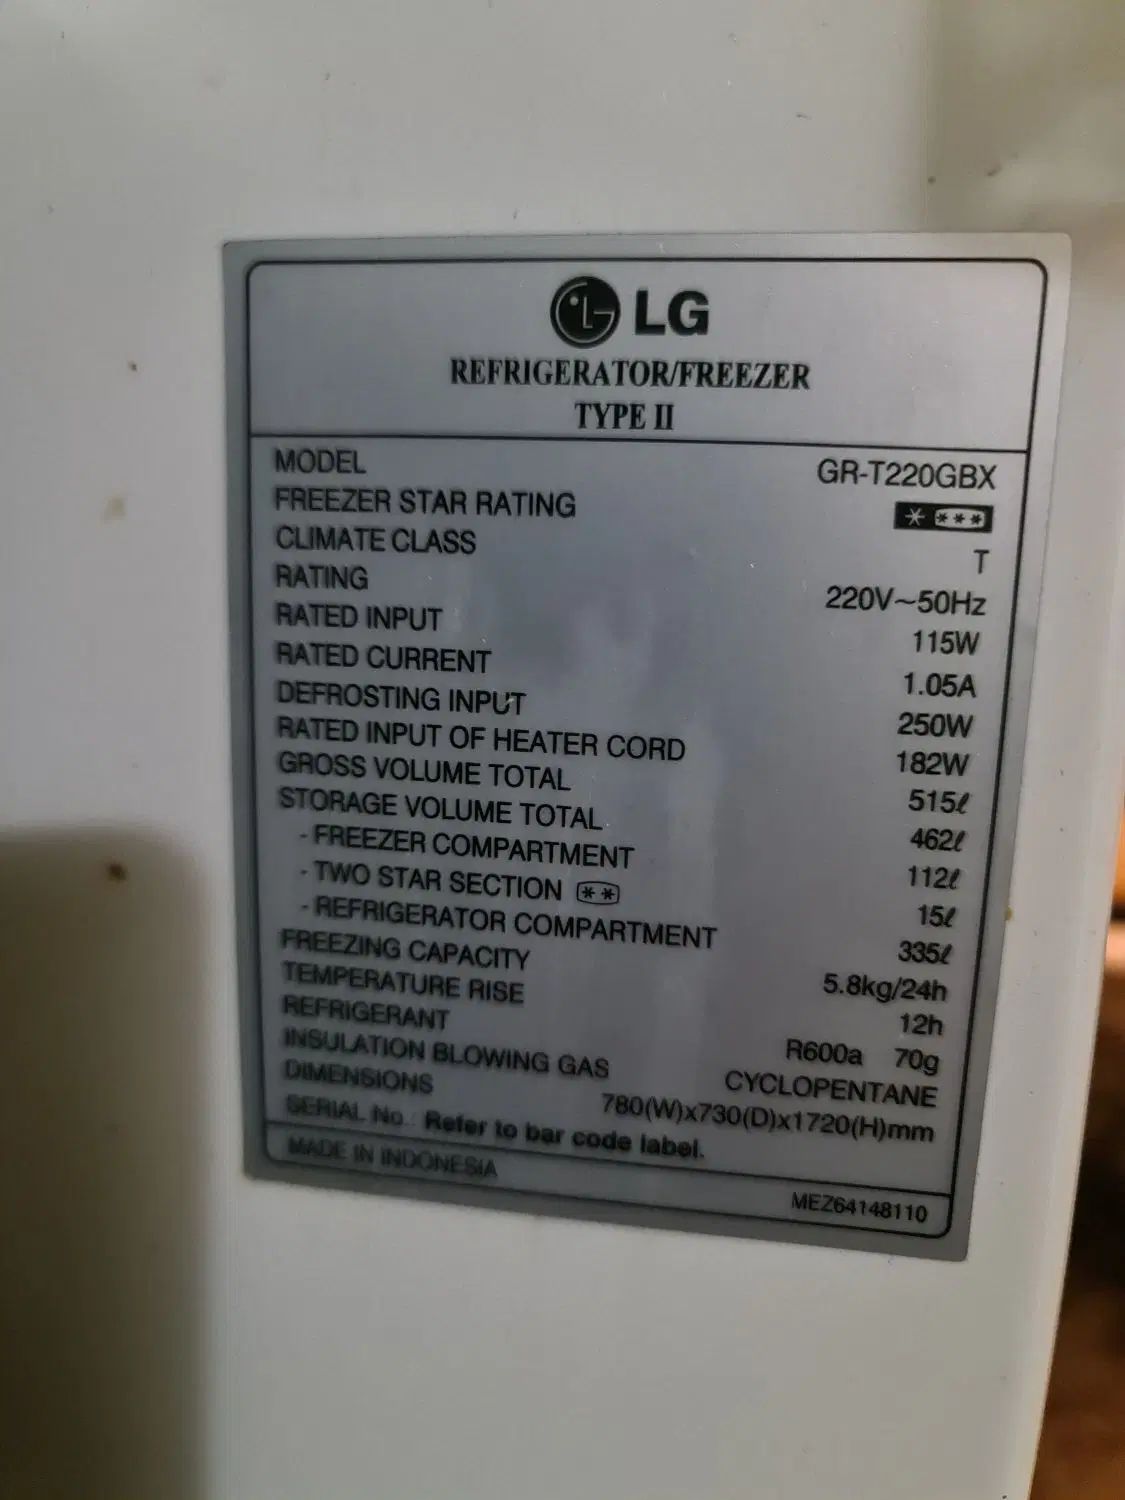 LG
REFRIGERATOR/FREEZER
TYPE II
MODEL GR-T220GBX
FREEZER STAR RATING * ***
CLIMATE CLASS T
RATING 220V~50Hz
RATED INPUT 115W
RATED CURRENT 1.05A
DEFROSTING INPUT 250W
RATED INPUT OF HEATER CORD 182W
GROSS VOLUME TOTAL 515ℓ
STORAGE VOLUME TOTAL 462ℓ
- FREEZER COMPARTMENT 112ℓ
- TWO STAR SECTION ** 15ℓ
- REFRIGERATOR COMPARTMENT 335ℓ
FREEZING CAPACITY 5.8kg/24h
TEMPERATURE RISE 12h
REFRIGERANT R600a 70g
INSULATION BLOWING GAS CYCLOPENTANE
DIMENSIONS 780(W)x730(D)x1720(H)mm
SERIAL No.: Refer to bar code label.
MADE IN INDONESIA MEZ64148110